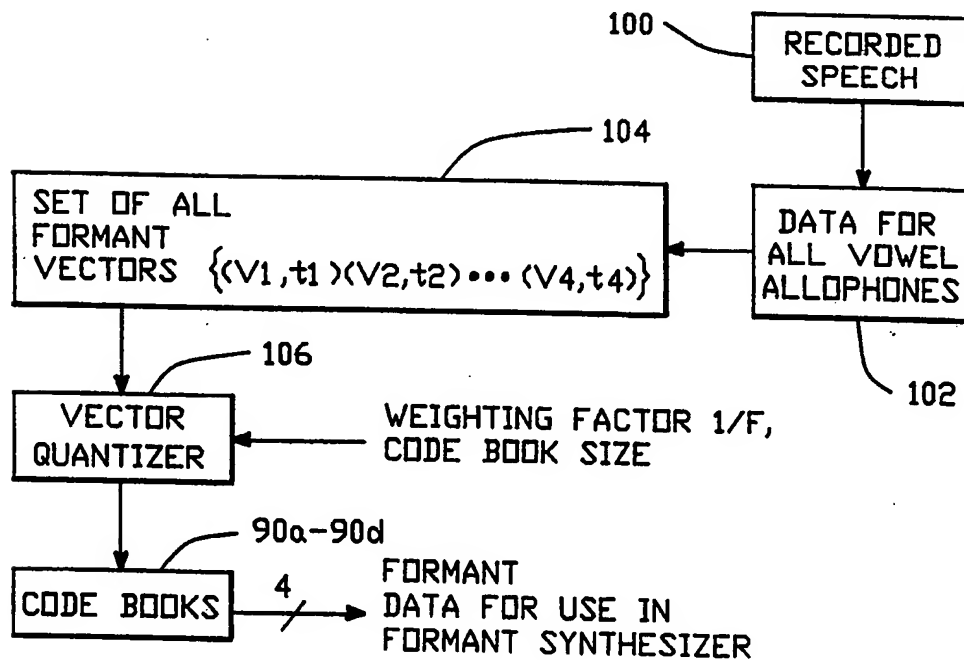 100
RECORDED
SPEECH
104
SET OF ALL
FORMANT
VECTORS {(V1,t1)(V2,t2)••• (V4,t4)}
DATA FOR
ALL VOWEL
ALLOPHONES
102
106
VECTOR
QUANTIZER
WEIGHTING FACTOR 1/F,
CODE BOOK SIZE
90a-90d
CODE BOOKS
4
FORMANT
DATA FOR USE IN
FORMANT SYNTHESIZER